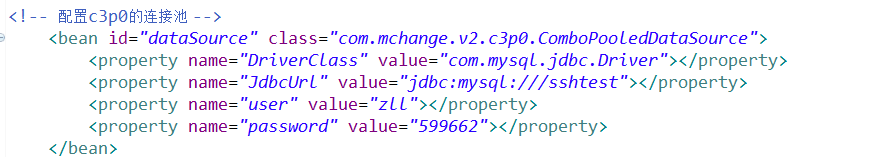 <!-- 配置c3p0的连接池 -->
<bean id="dataSource" class="com.mchange.v2.c3p0.ComboPooledDataSource">
<property name="DriverClass" value="com.mysql.jdbc.Driver"></property>
<property name="JdbcUrl" value="jdbc:mysql:///sshtest"></property>
<property name="user" value="zll"></property>
<property name="password" value="599662"></property>
</bean>